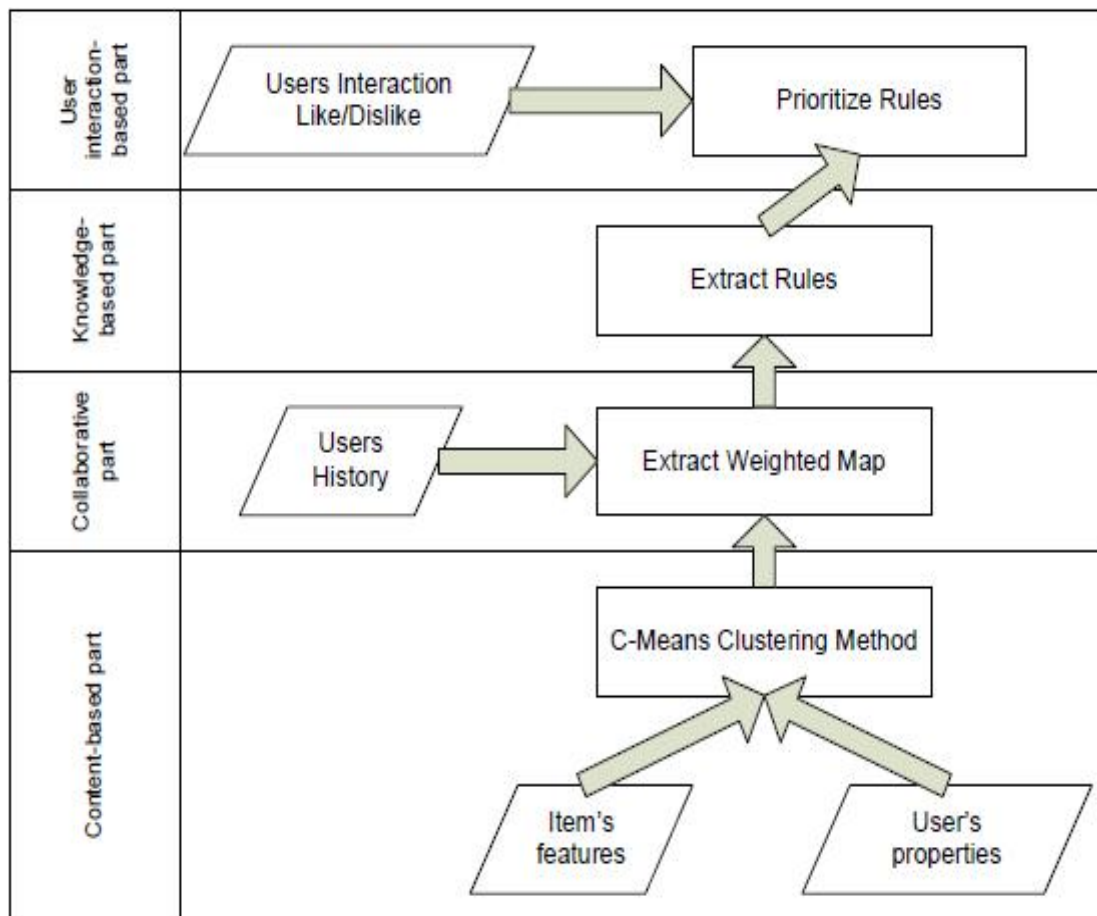 User
interaction-
based part
Users Interaction
Like/Dislike
Prioritize Rules
Knowledge-
based part
Extract Rules
Collaborative
part
Users
History
Extract Weighted Map
Content-based part
C-Means Clustering Method
Item's
features
User's
properties